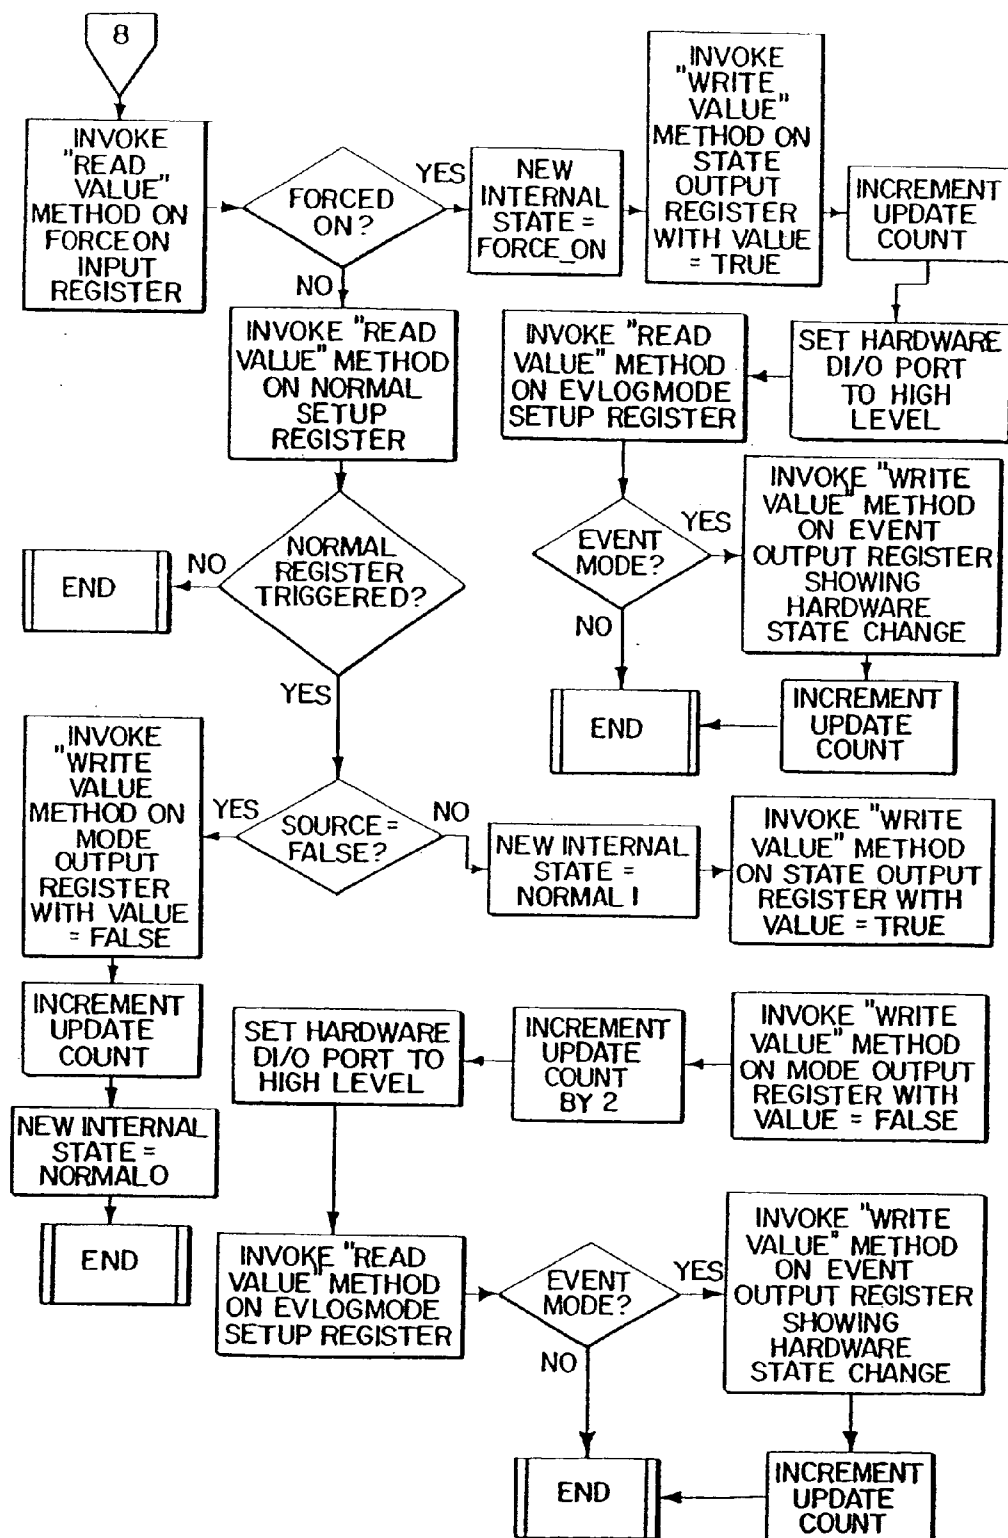 8
INVOKE
"READ
VALUE"
METHOD ON
FORCEON
INPUT
REGISTER
FORCED
ON?
YES
NO
NEW
INTERNAL
STATE =
FORCE_ON
INVOKE
"WRITE
VALUE"
METHOD ON
STATE
OUTPUT
REGISTER
WITH VALUE
= TRUE
INCREMENT
UPDATE
COUNT
SET HARDWARE
DI/O PORT
TO HIGH
LEVEL
INVOKE "READ
VALUE" METHOD
ON EVLOGMODE
SETUP REGISTER
EVENT
MODE?
YES
NO
INVOKE "WRITE
VALUE" METHOD
ON EVENT
OUTPUT REGISTER
SHOWING
HARDWARE
STATE CHANGE
INCREMENT
UPDATE
COUNT
END
INVOKE "READ
VALUE" METHOD
ON NORMAL
SETUP
REGISTER
NORMAL
REGISTER
TRIGGERED?
NO
END
YES
SOURCE =
FALSE?
YES
NO
INVOKE
"WRITE
VALUE
METHOD ON
MODE
OUTPUT
REGISTER
WITH VALUE
= FALSE
INCREMENT
UPDATE
COUNT
NEW INTERNAL
STATE =
NORMAL0
END
NEW INTERNAL
STATE =
NORMAL 1
INVOKE "WRITE
VALUE" METHOD
ON STATE OUTPUT
REGISTER WITH
VALUE = TRUE
INVOKE "WRITE
VALUE" METHOD
ON MODE OUTPUT
REGISTER WITH
VALUE = FALSE
INCREMENT
UPDATE
COUNT
BY 2
SET HARDWARE
DI/O PORT TO
HIGH LEVEL
INVOKE "READ
VALUE" METHOD
ON EVLOGMODE
SETUP REGISTER
EVENT
MODE?
YES
NO
INVOKE "WRITE
VALUE" METHOD
ON EVENT
OUTPUT REGISTER
SHOWING
HARDWARE
STATE CHANGE
INCREMENT
UPDATE
COUNT
END